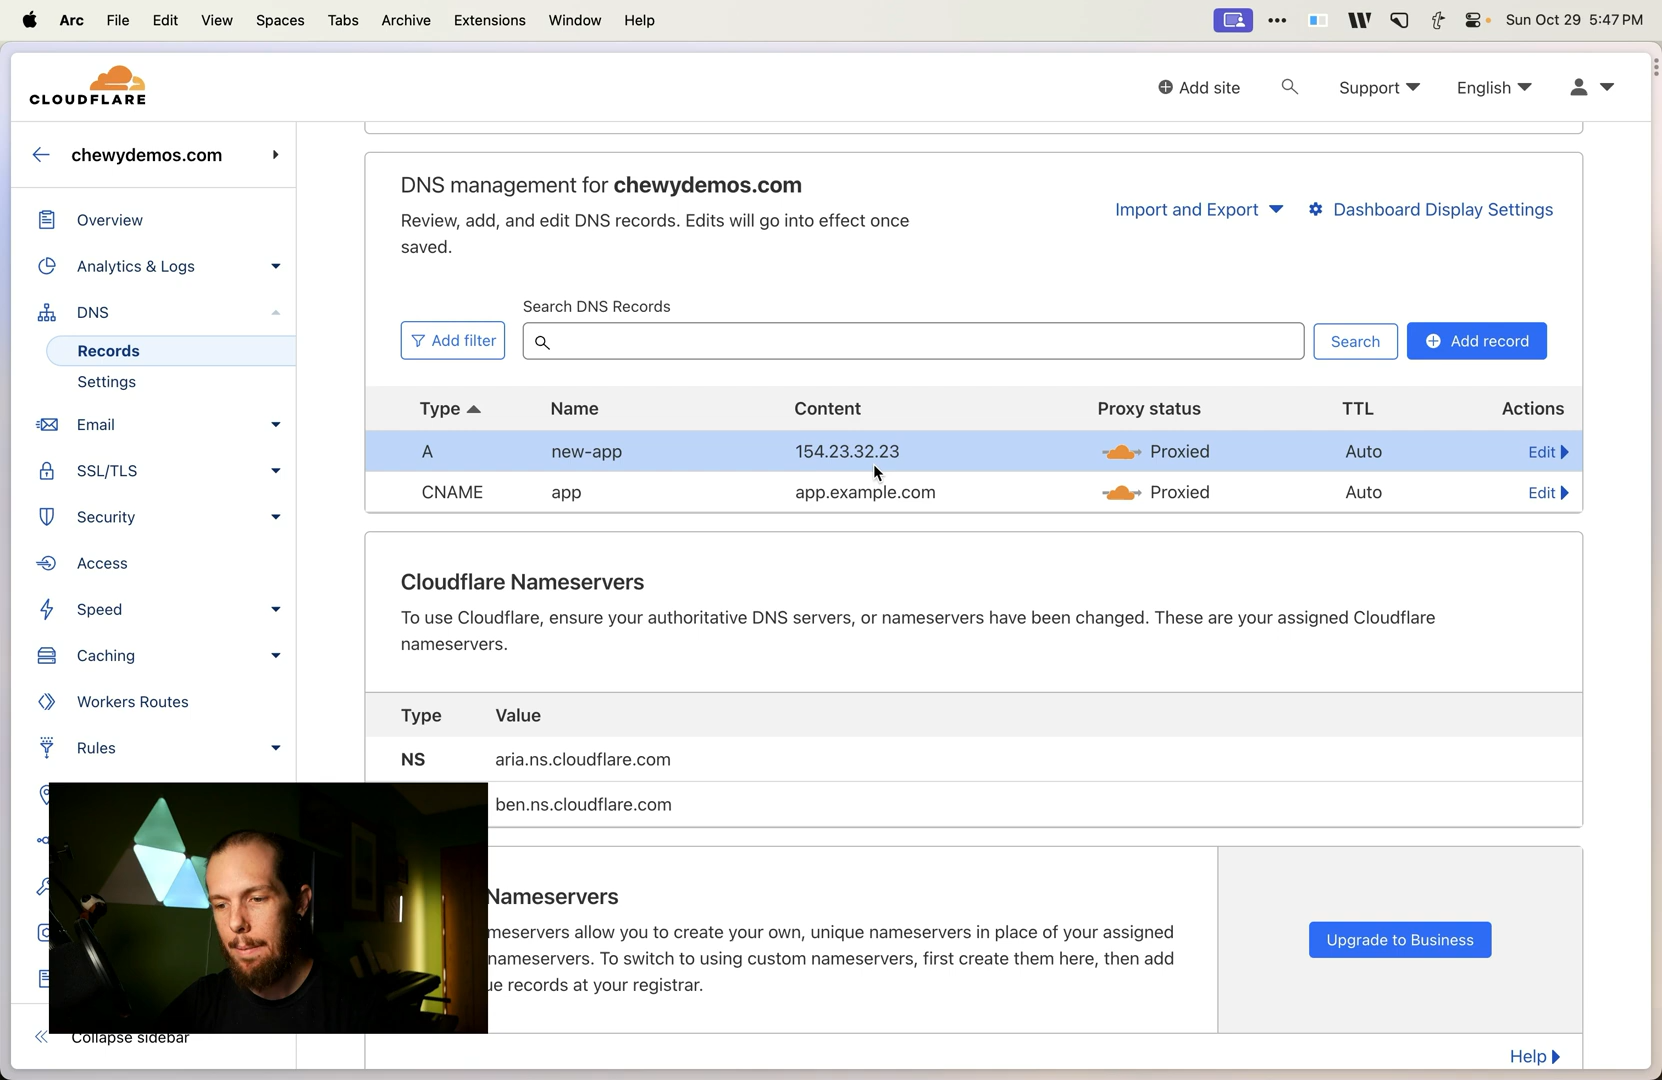 Arc File Edit View Spaces Tabs Archive Extensions Window Help
Sun Oct 29 5:47 PM
CLOUDFLARE
Add site
Support
English
chewydemos.com
Overview
Analytics & Logs
DNS
Records
Settings
Email
SSL/TLS
Security
Access
Speed
Caching
Workers Routes
Rules
Collapse sidebar
DNS management for chewydemos.com
Review, add, and edit DNS records. Edits will go into effect once
saved.
Import and Export
Dashboard Display Settings
Search DNS Records
Add filter
Search
Add record
Type Name Content Proxy status TTL Actions
A new-app 154.23.32.23 Proxied Auto Edit
CNAME app app.example.com Proxied Auto Edit
Cloudflare Nameservers
To use Cloudflare, ensure your authoritative DNS servers, or nameservers have been changed. These are your assigned Cloudflare
nameservers.
Type Value
NS aria.ns.cloudflare.com
ben.ns.cloudflare.com
Nameservers
meservers allow you to create your own, unique nameservers in place of your assigned
nameservers. To switch to using custom nameservers, first create them here, then add
ue records at your registrar.
Upgrade to Business
Help